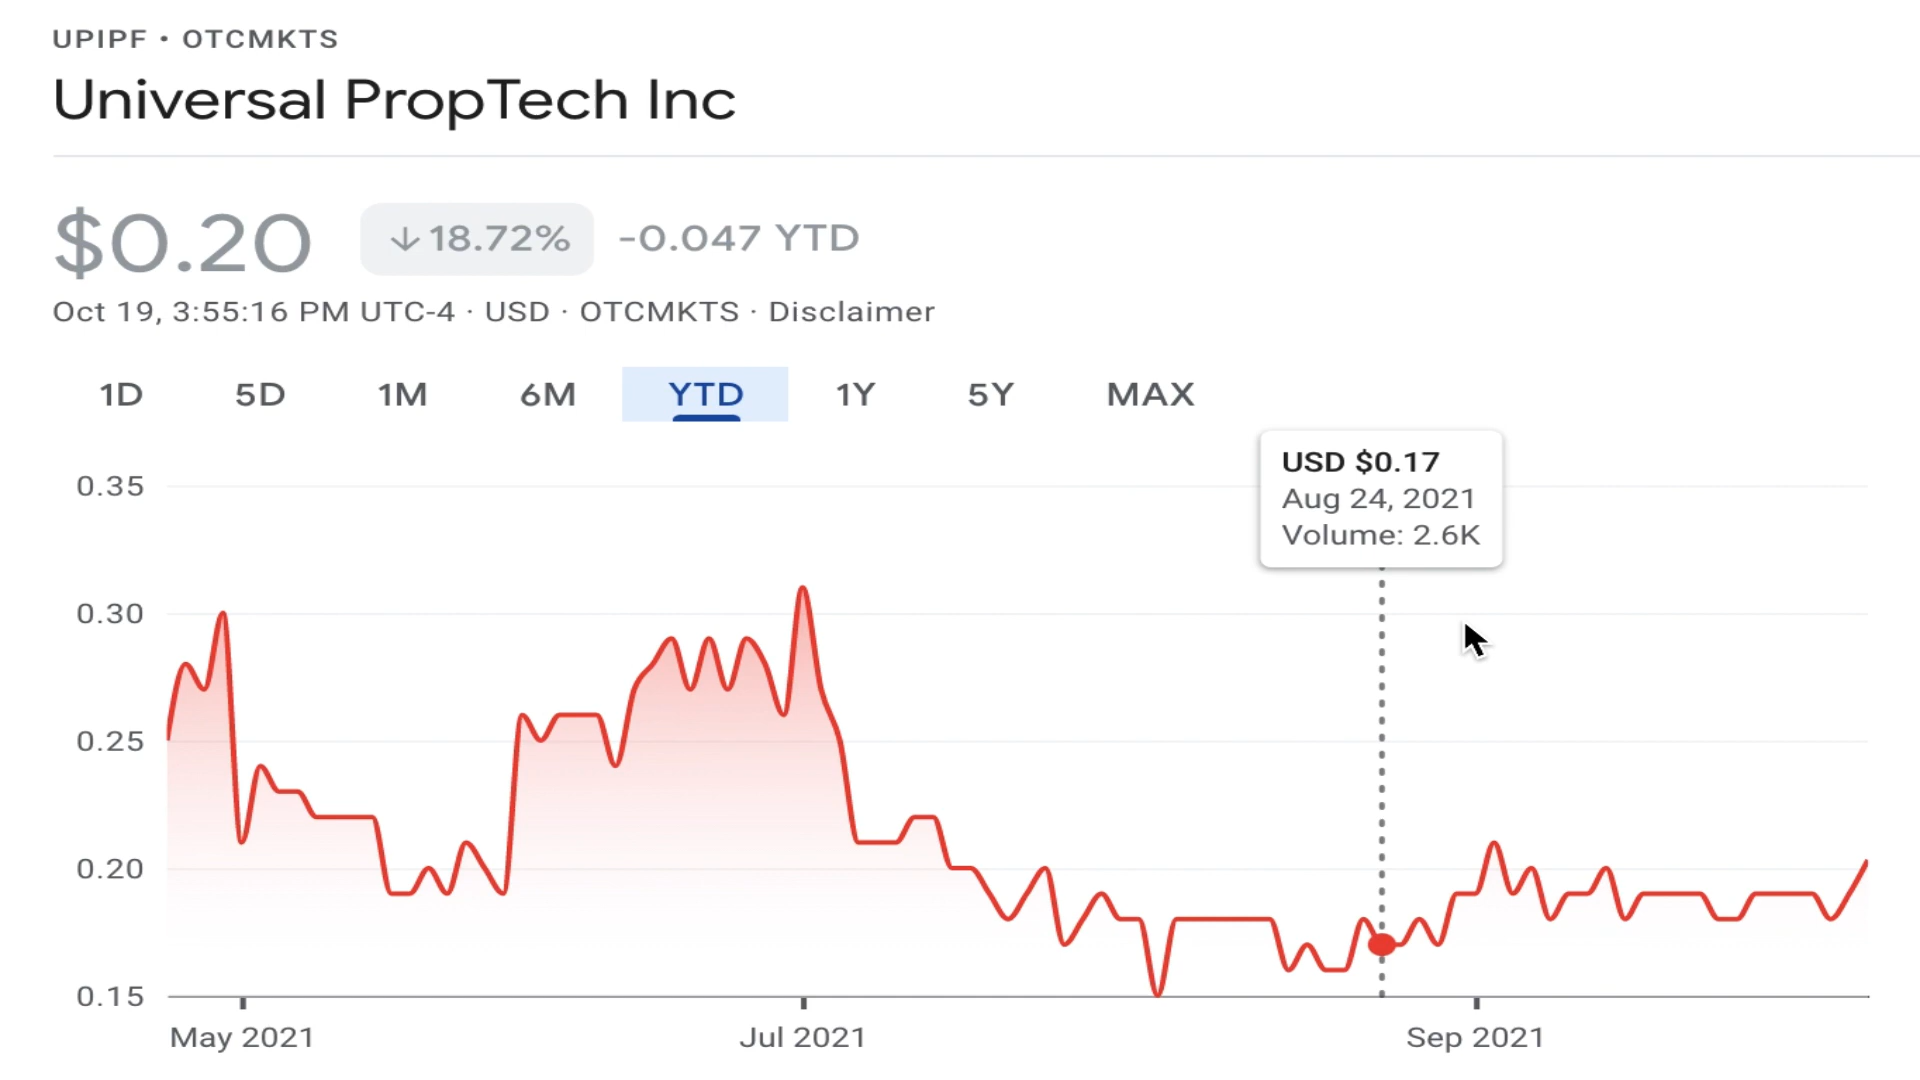 UPIPF • OTCMKTS
Universal PropTech Inc
$0.20 ↓18.72% -0.047 YTD
Oct 19, 3:55:16 PM UTC-4 · USD · OTCMKTS · Disclaimer
1D 5D 1M 6M YTD 1Y 5Y MAX
USD $0.17
Aug 24, 2021
Volume: 2.6K
0.35
0.30
0.25
0.20
0.15
May 2021 Jul 2021 Sep 2021